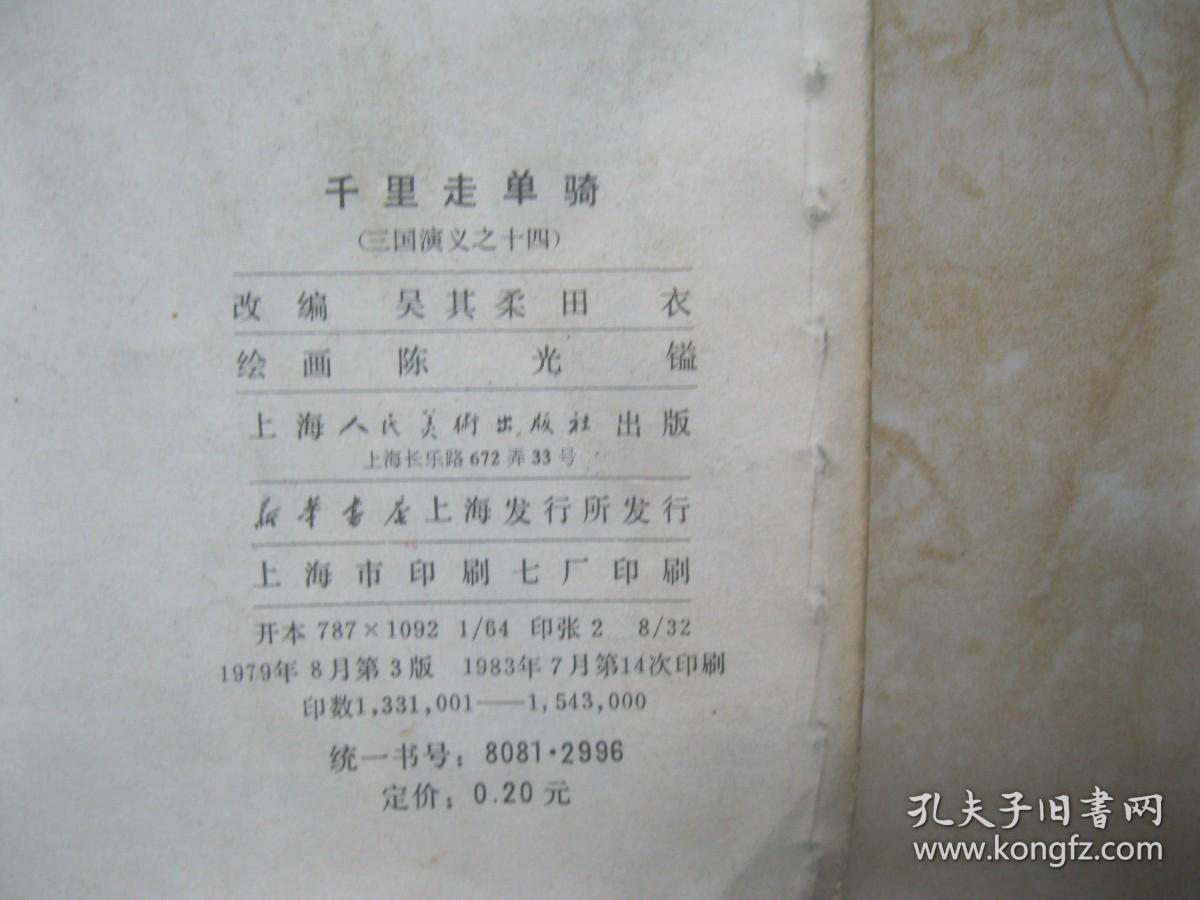 千里走单骑
(三国演义之十四)
改编 吴其柔 田衣
绘画 陈光镒
上海人民美術出版社出版
上海长乐路672弄33号
新华書店上海发行所发行
上海市印刷七厂印刷
开本 787×1092 1/64 印张 2 8/32
1979年8月第3版 1983年7月第14次印刷
印数1,331,001——1,543,000
统一书号：8081·2996
定价：0.20元
孔夫子旧書网
www.kongfz.com